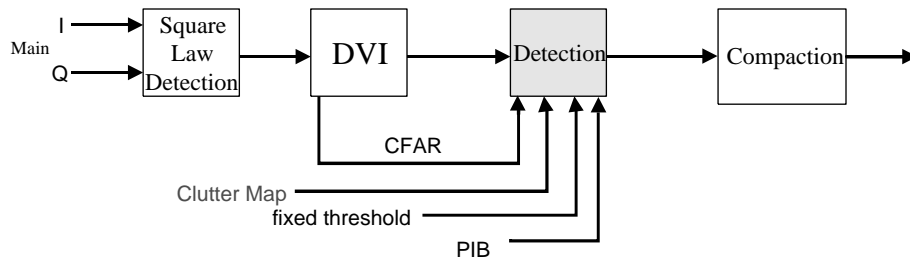 I
Main
Q
Square
Law
Detection
DVI
Detection
Compaction
CFAR
Clutter Map
fixed threshold
PIB